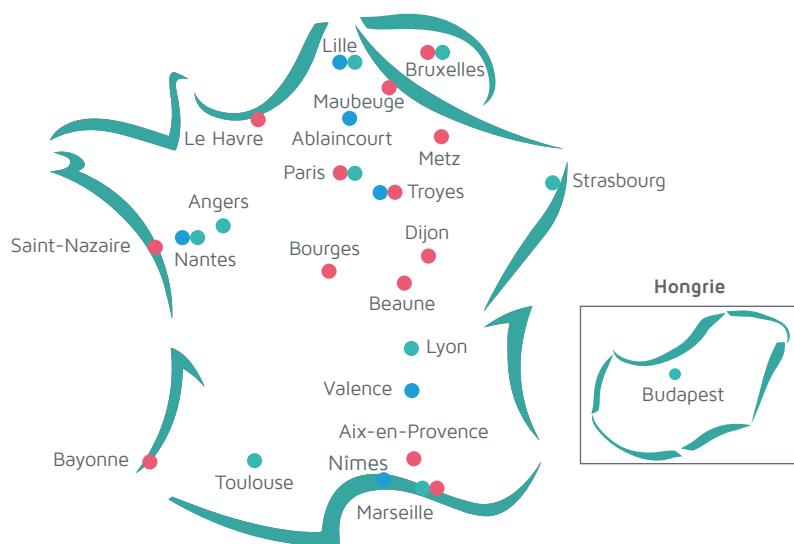 Lille
Bruxelles
Maubeuge
Le Havre
Ablaincourt
Metz
Paris
Troyes
Strasbourg
Angers
Saint-Nazaire
Nantes
Bourges
Dijon
Beaune
Hongrie
Lyon
Valence
Budapest
Aix-en-Provence
Bayonne
Nîmes
Toulouse
Marseille